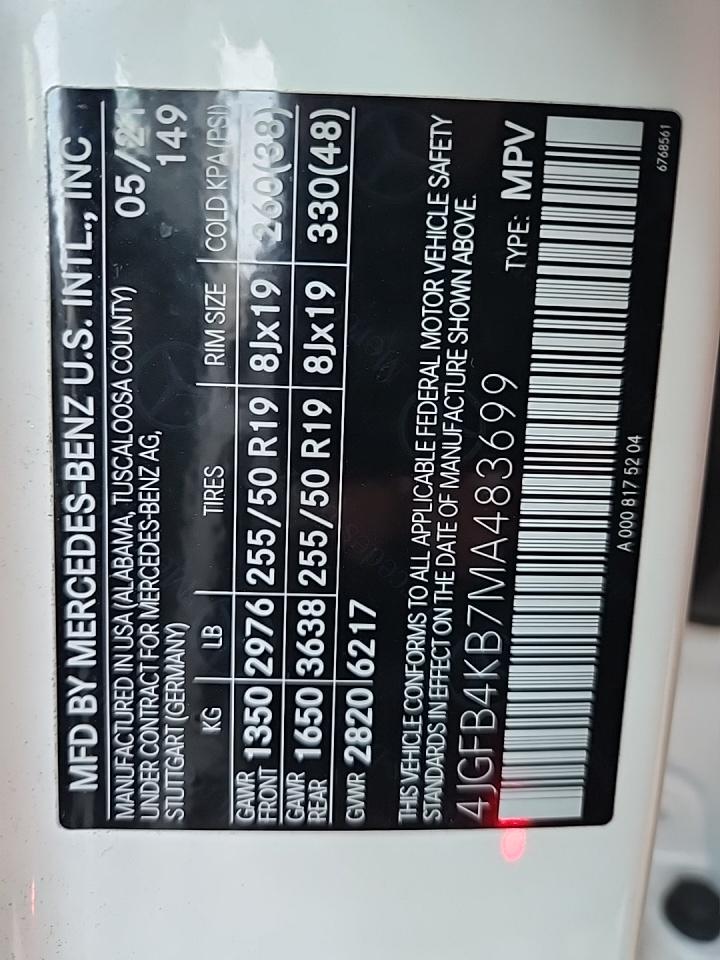 MFD BY MERCEDES-BENZ U.S. INTL., INC
MANUFACTURED IN USA (ALABAMA, TUSCALOOSA COUNTY) 05/21
UNDER CONTRACT FOR MERCEDES-BENZ AG, 149
STUTTGART (GERMANY)
KG LB TIRES RIM SIZE COLD KPA (PSI)
GAWR FRONT 1350 2976 255/50 R19 8Jx19 260(38)
GAWR REAR 1650 3638 255/50 R19 8Jx19 330(48)
GVWR 2820 6217
THIS VEHICLE CONFORMS TO ALL APPLICABLE FEDERAL MOTOR VEHICLE SAFETY
STANDARDS IN EFFECT ON THE DATE OF MANUFACTURE SHOWN ABOVE.
4JGFB4KB7MA483699 TYPE: MPV
A 000 817 52 04 6768561